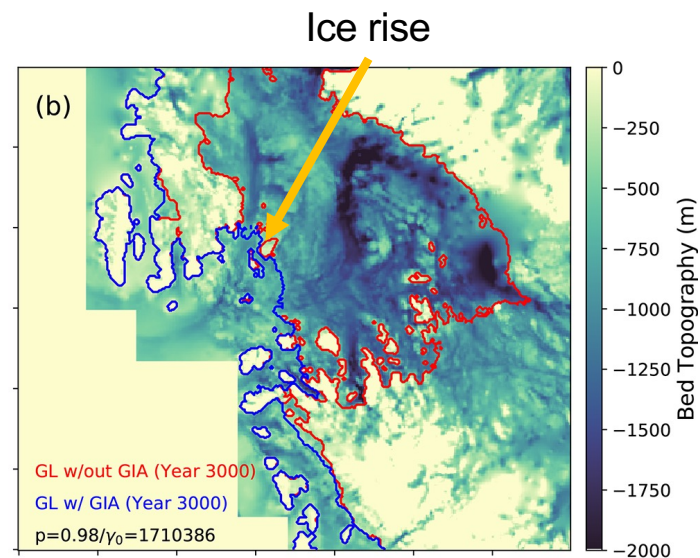 Ice rise
(b)
GL w/out GIA (Year 3000)
GL w/ GIA (Year 3000)
p=0.98/γ₀=1710386
0
−250
−500
−750
−1000
−1250
−1500
−1750
−2000
Bed Topography (m)